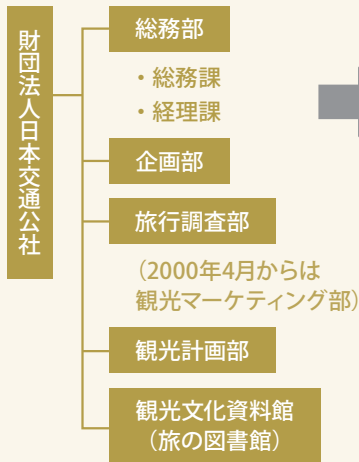 財団法人日本交通公社
総務部
・総務課
・経理課
企画部
旅行調査部
（2000年4月からは
観光マーケティング部）
観光計画部
観光文化資料館
（旅の図書館）